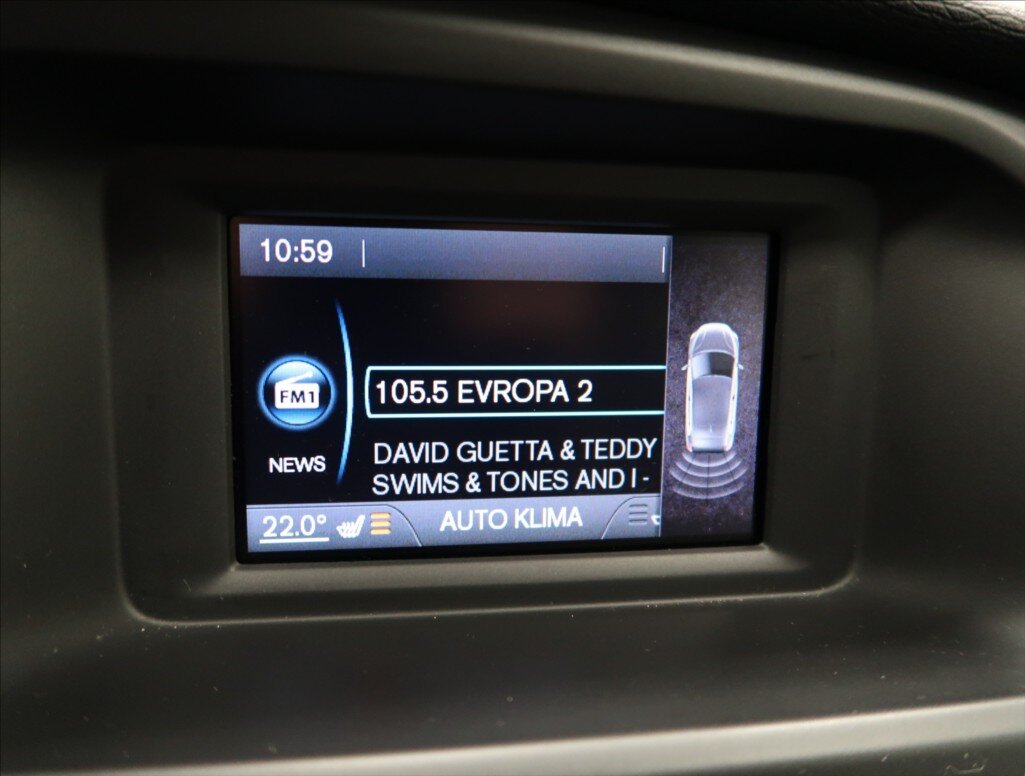 10:59
FM1
105.5 EVROPA 2
NEWS
DAVID GUETTA & TEDDY
SWIMS & TONES AND I -
22.0°
AUTO KLIMA